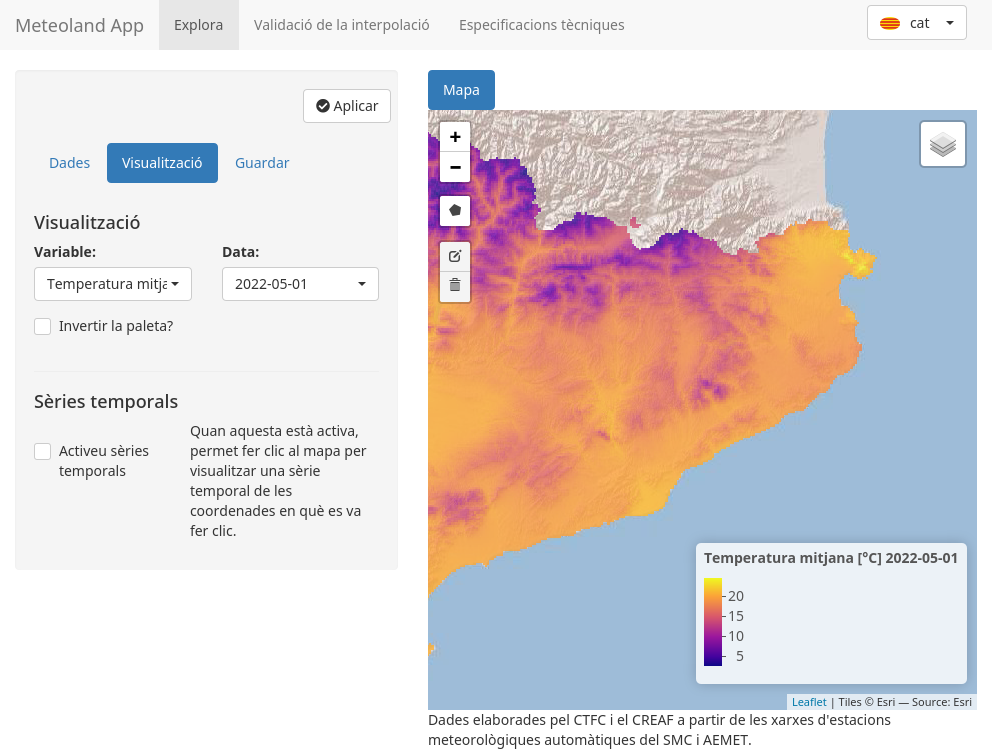 Meteoland App Explora Validació de la interpolació Especificacions tècniques cat
Aplicar
Dades Visualització Guardar
Visualització
Variable: Data:
Temperatura mitja 2022-05-01
Invertir la paleta?
Sèries temporals
Activeu sèries
temporals
Quan aquesta està activa,
permet fer clic al mapa per
visualitzar una sèrie
temporal de les
coordenades en què es va
fer clic.
Mapa
+
−
Temperatura mitjana [ºC] 2022-05-01
20
15
10
5
Leaflet | Tiles © Esri — Source: Esri
Dades elaborades pel CTFC i el CREAF a partir de les xarxes d'estacions
meteorològiques automàtiques del SMC i AEMET.